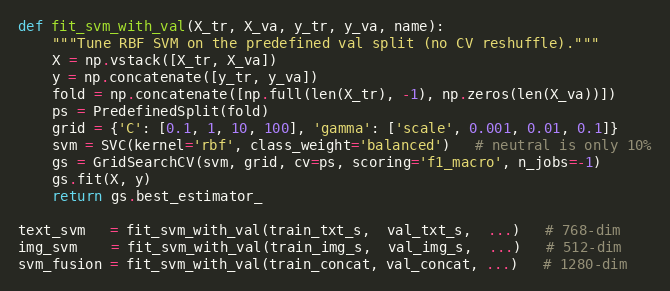 def fit_svm_with_val(X_tr, X_va, y_tr, y_va, name):
    """Tune RBF SVM on the predefined val split (no CV reshuffle)."""
    X = np.vstack([X_tr, X_va])
    y = np.concatenate([y_tr, y_va])
    fold = np.concatenate([np.full(len(X_tr), -1), np.zeros(len(X_va))])
    ps = PredefinedSplit(fold)
    grid = {'C': [0.1, 1, 10, 100], 'gamma': ['scale', 0.001, 0.01, 0.1]}
    svm = SVC(kernel='rbf', class_weight='balanced')   # neutral is only 10%
    gs = GridSearchCV(svm, grid, cv=ps, scoring='f1_macro', n_jobs=-1)
    gs.fit(X, y)
    return gs.best_estimator_

text_svm   = fit_svm_with_val(train_txt_s,  val_txt_s,  ...)   # 768-dim
img_svm    = fit_svm_with_val(train_img_s,  val_img_s,  ...)   # 512-dim
svm_fusion = fit_svm_with_val(train_concat, val_concat, ...)   # 1280-dim